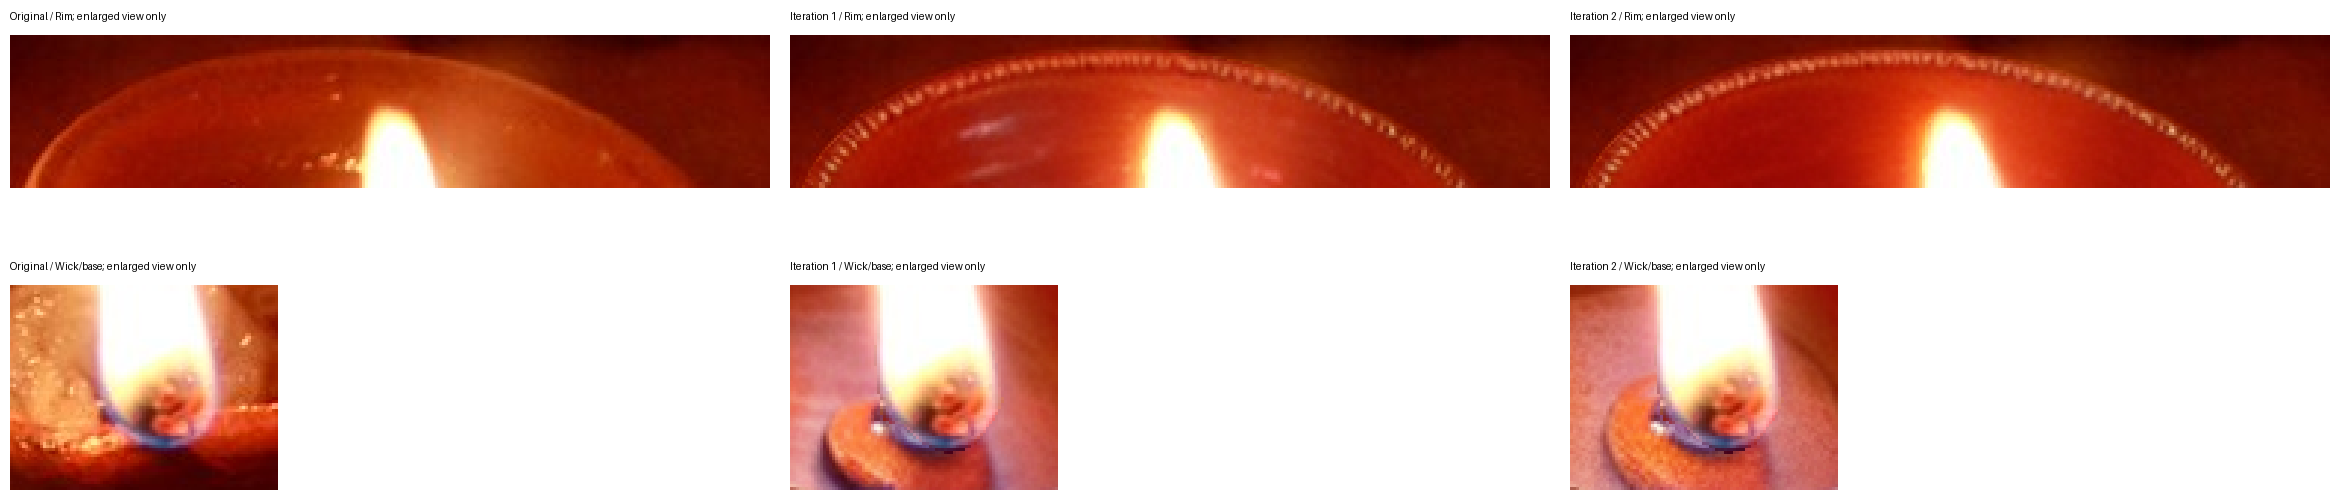 Original / Rim; enlarged view only
Iteration 1 / Rim; enlarged view only
Iteration 2 / Rim; enlarged view only
Original / Wick/base; enlarged view only
Iteration 1 / Wick/base; enlarged view only
Iteration 2 / Wick/base; enlarged view only